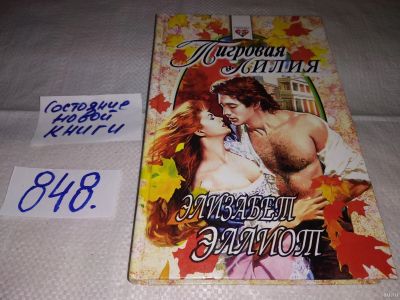 Тигровая
Лилия
Состояние
новой
книги
848.
ЭЛИЗАБЕТ
ЭЛЛИОТ